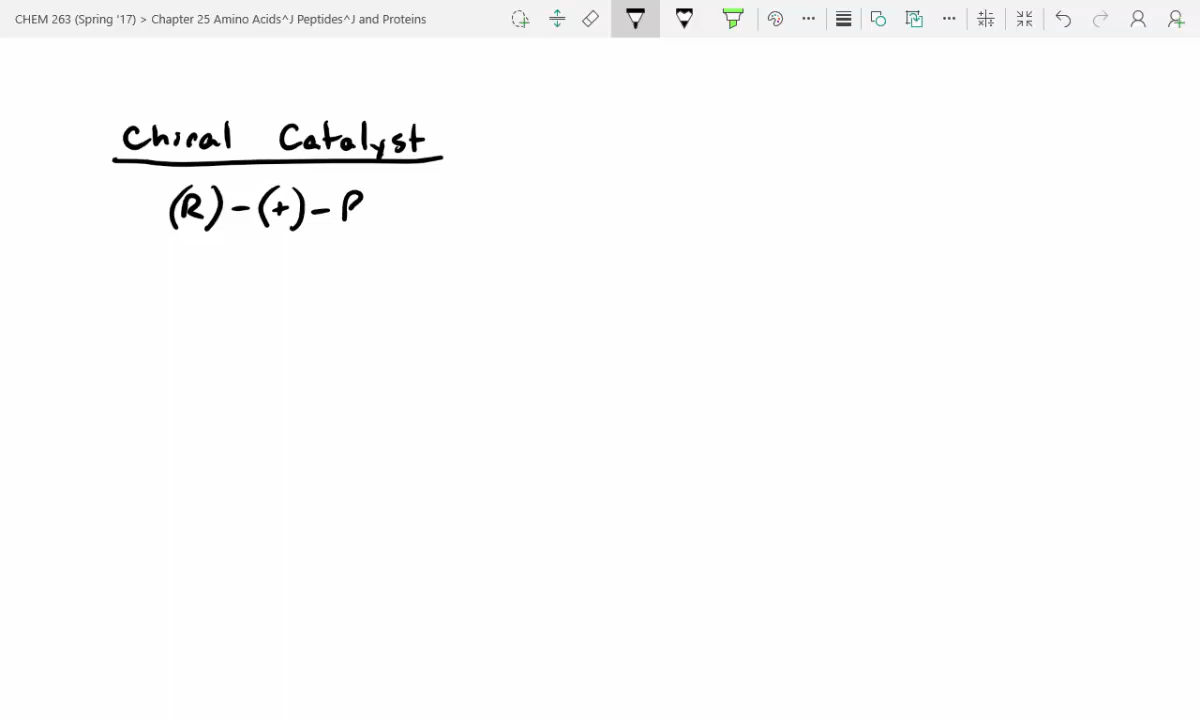 CHEM 263 (Spring '17) > Chapter 25 Amino Acids^J Peptides^J and Proteins
Chiral Catalyst
(R)-(+)-P